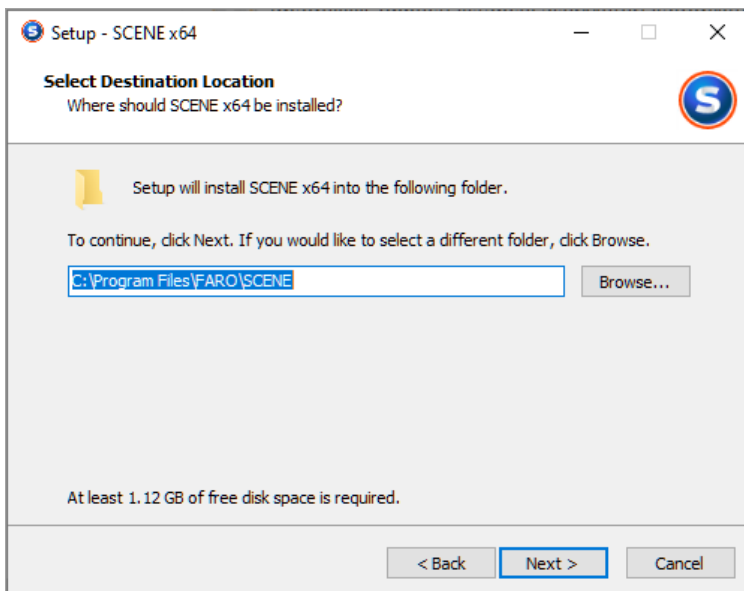 Setup - SCENE x64
Select Destination Location
Where should SCENE x64 be installed?
S
Setup will install SCENE x64 into the following folder.
To continue, click Next. If you would like to select a different folder, click Browse.
C:\Program Files\FARO\SCENE
Browse...
At least 1.12 GB of free disk space is required.
< Back
Next >
Cancel